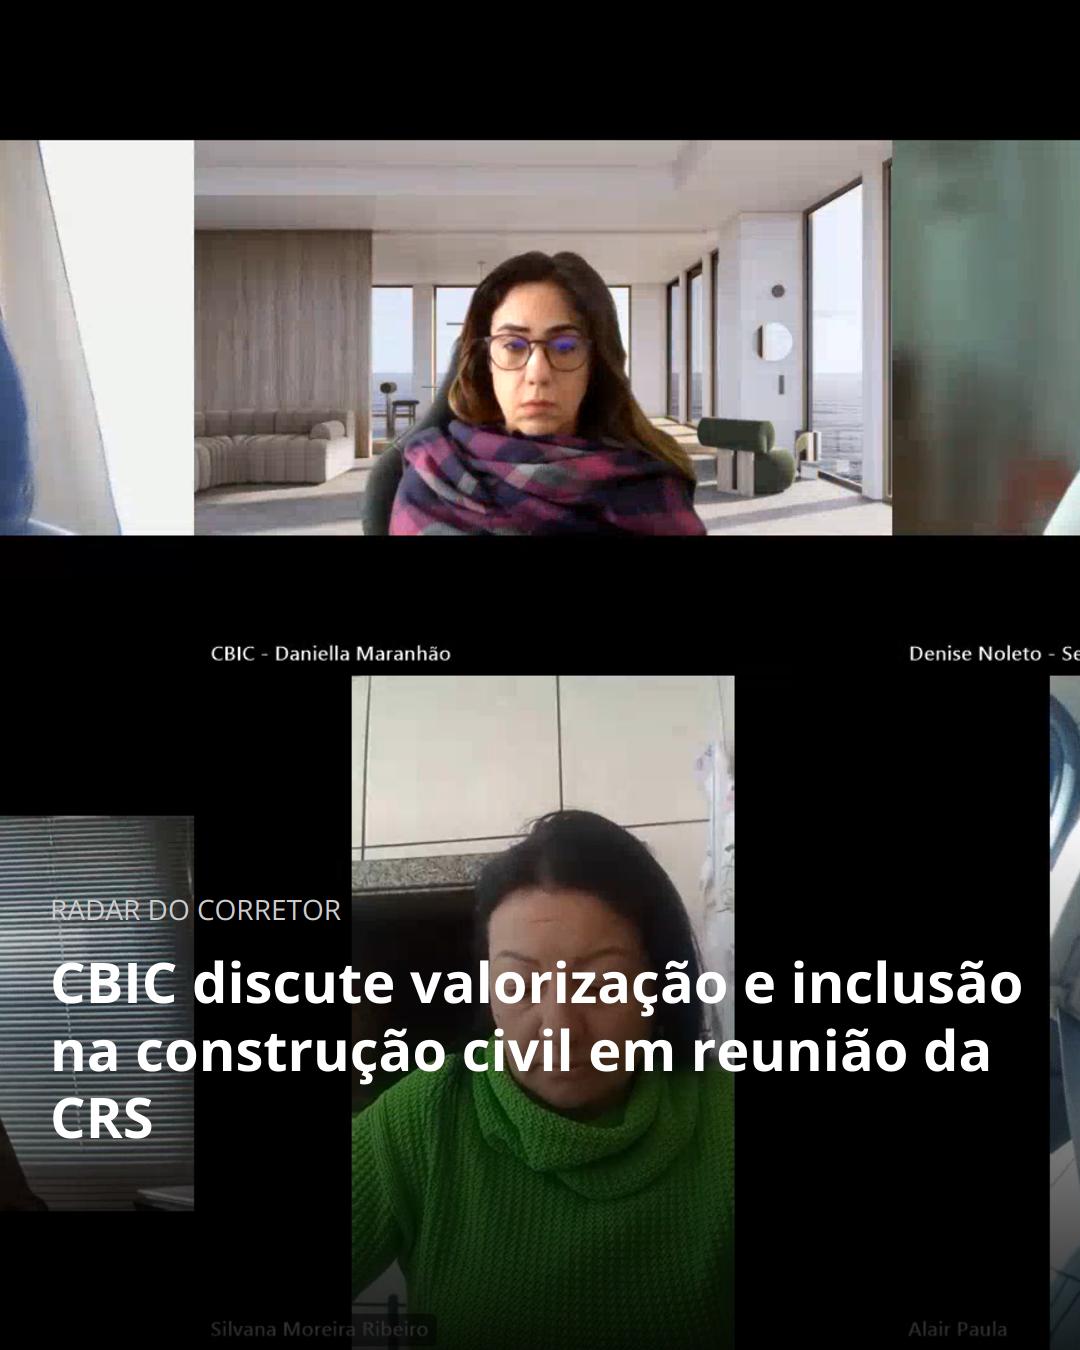 CBIC - Daniella Maranhão
Denise Noleto - Se
RADAR DO CORRETOR
CBIC discute valorização e inclusão
na construção civil em reunião da
CRS
Silvana Moreira Ribeiro
Alair Paula